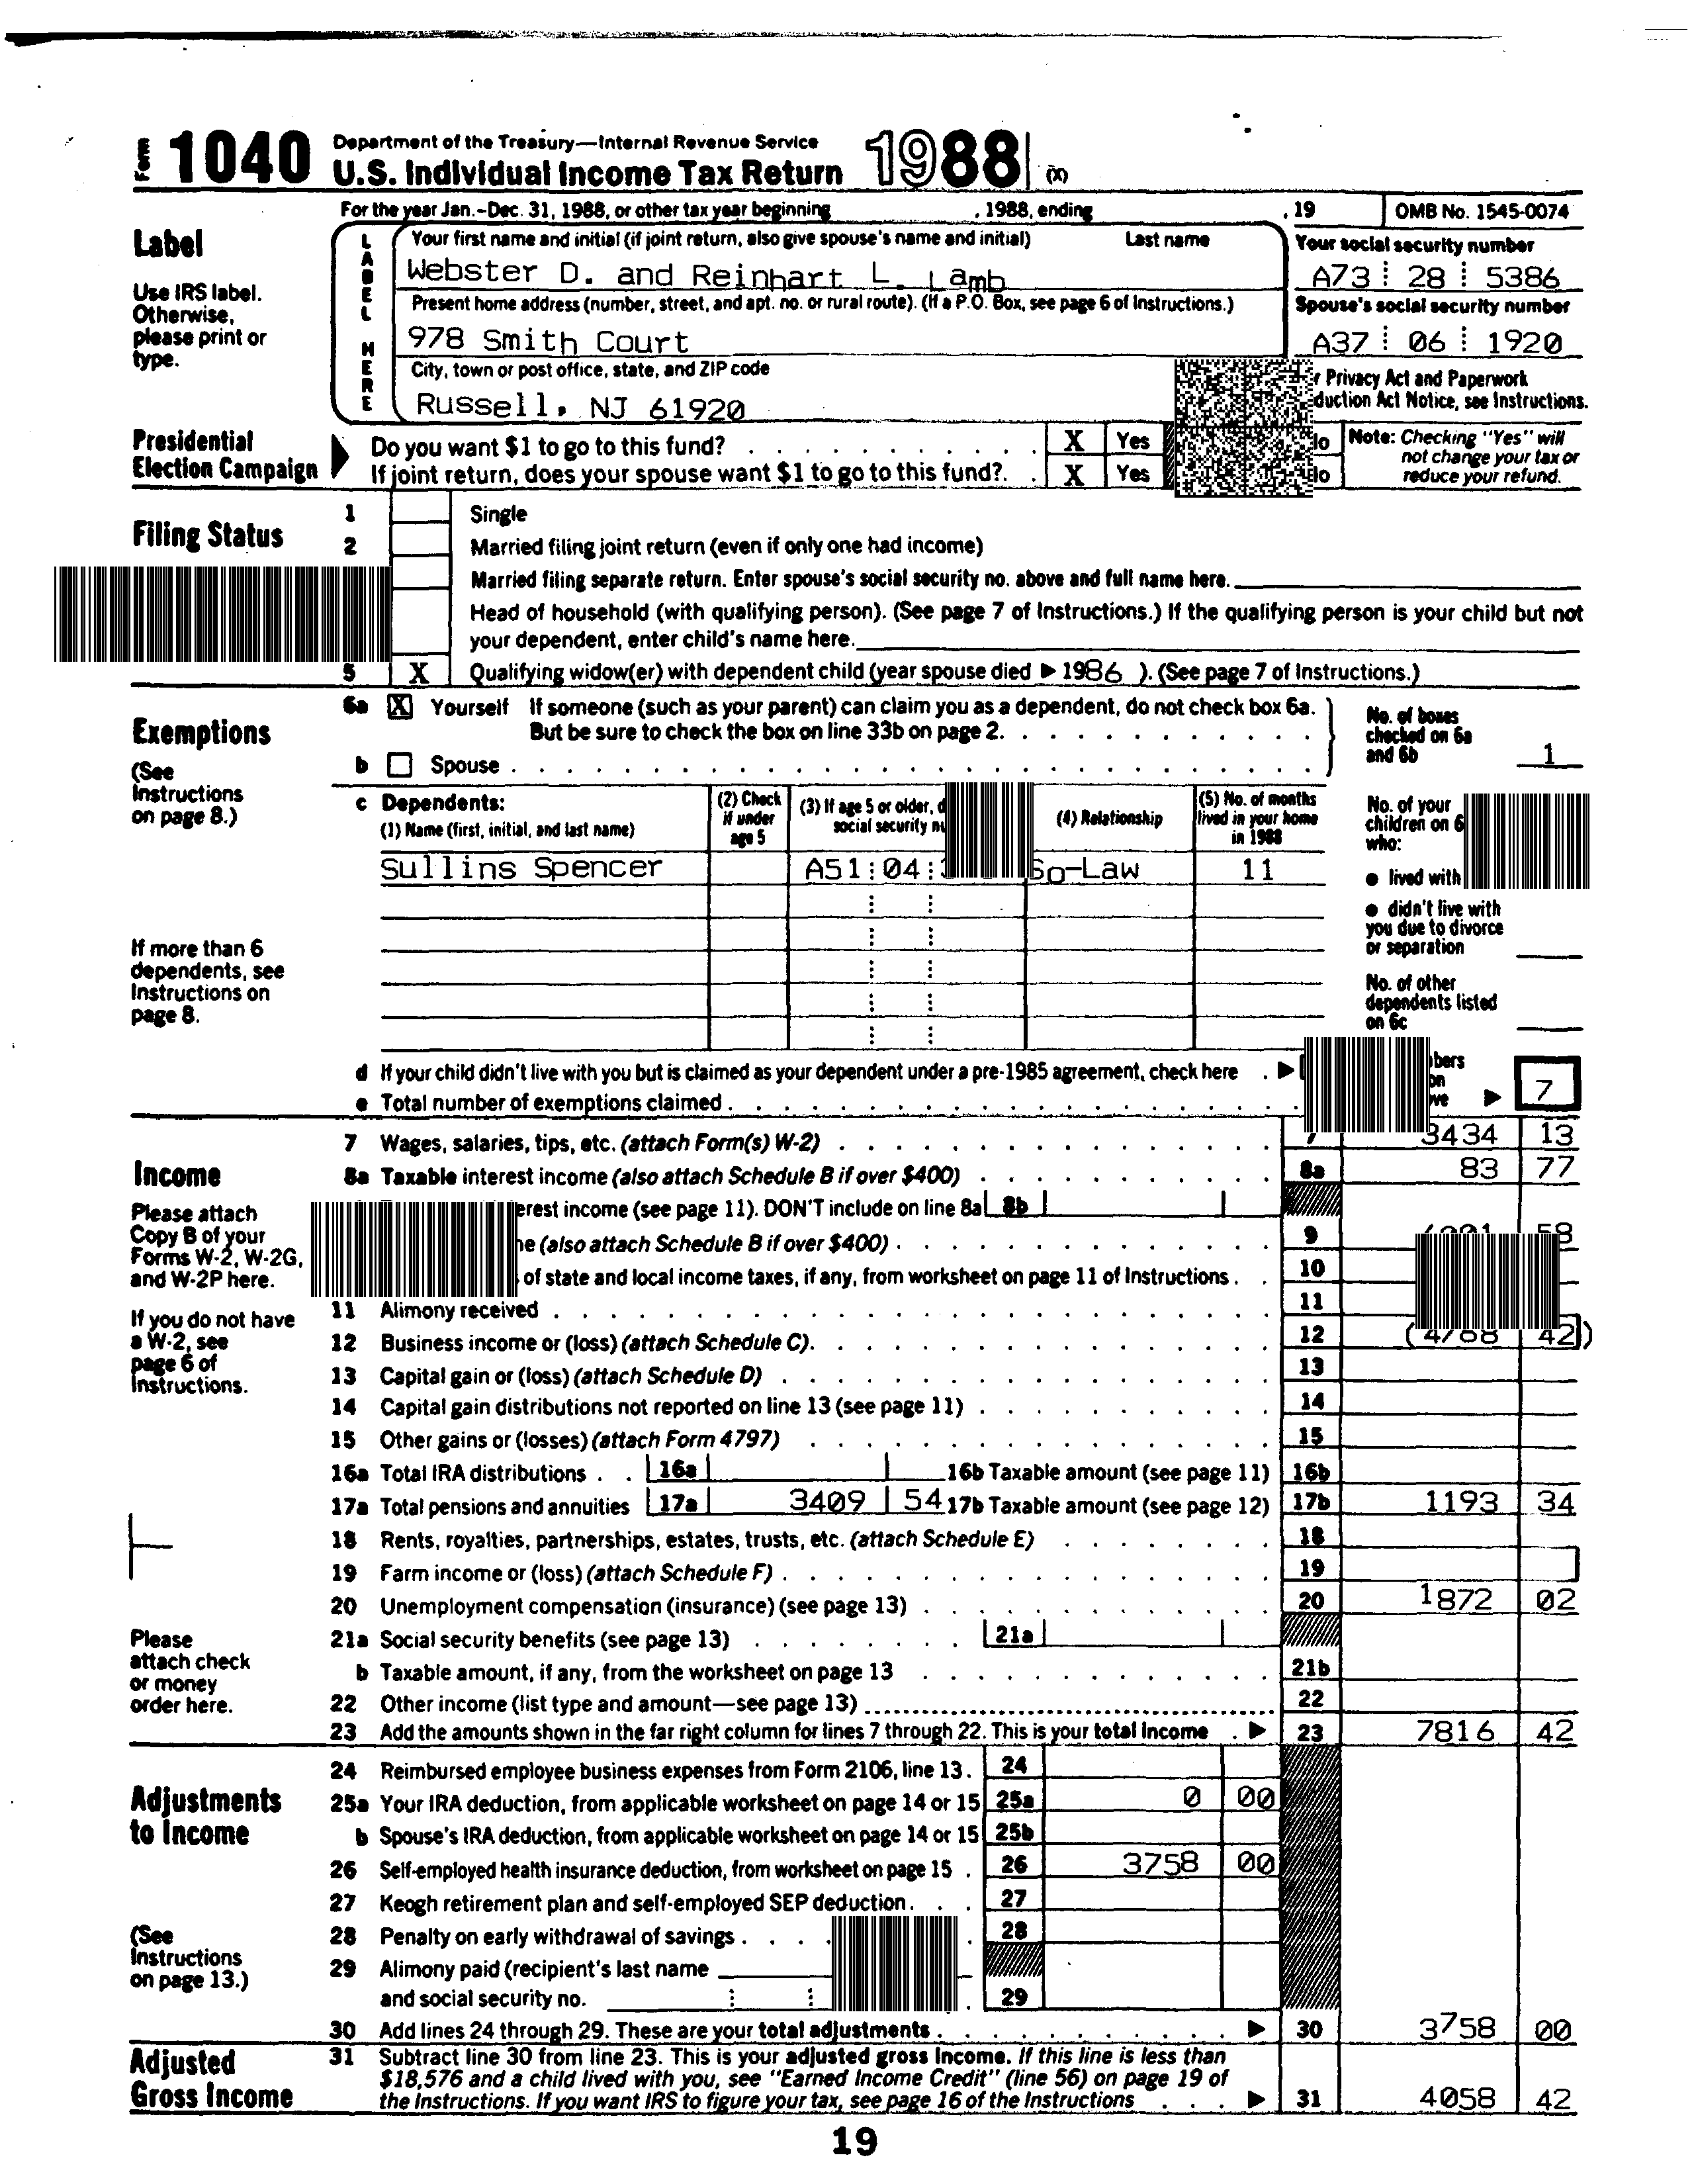 Form 1040 Department of the Treasury—Internal Revenue Service
U.S. Individual Income Tax Return 1988 (X)
For the year Jan.-Dec. 31, 1988, or other tax year beginning , 1988, ending , 19 OMB No. 1545-0074
Label
Use IRS label. Otherwise, please print or type.
LABEL HERE
Your first name and initial (if joint return, also give spouse's name and initial) Last name
Webster D. and Reinhart L. Lamb
Your social security number
A73 28 5386
Present home address (number, street, and apt. no. or rural route). (If a P.O. Box, see page 6 of Instructions.)
978 Smith Court
Spouse's social security number
A37 06 1920
City, town or post office, state, and ZIP code
Russell, NJ 61920
Privacy Act and Paperwork
Act Notice, see Instructions.
Presidential Election Campaign
Do you want $1 to go to this fund? X Yes
If joint return, does your spouse want $1 to go to this fund?. X Yes
Note: Checking "Yes" will not change your tax or reduce your refund.
Filing Status
1 Single
2 Married filing joint return (even if only one had income)
Married filing separate return. Enter spouse's social security no. above and full name here.
Head of household (with qualifying person). (See page 7 of Instructions.) If the qualifying person is your child but not
your dependent, enter child's name here.
5 X Qualifying widow(er) with dependent child (year spouse died ▶ 1986 ). (See page 7 of Instructions.)
Exemptions
(See Instructions on page 8.)
6a X Yourself If someone (such as your parent) can claim you as a dependent, do not check box 6a.
But be sure to check the box on line 33b on page 2.
b Spouse
No. of boxes checked on 6a and 6b 1
c Dependents:
(1) Name (first, initial, and last name)
(2) Check if under age 5
(3) If age 5 or older,
social security
(4) Relationship
(5) No. of months lived in your home in 1988
Sullins Spencer A51 04 So-Law 11
No. of your children on 6 who:
● lived with
● didn't live with you due to divorce or separation
No. of other dependents listed on 6c
If more than 6 dependents, see Instructions on page 8.
d If your child didn't live with you but is claimed as your dependent under a pre-1985 agreement, check here . ▶
e Total number of exemptions claimed ▶ 7
Income
Please attach Copy B of your Forms W-2, W-2G, and W-2P here.
If you do not have a W-2, see page 6 of Instructions.
Please attach check or money order here.
7 Wages, salaries, tips, etc. (attach Form(s) W-2) 7 3434 13
8a Taxable interest income (also attach Schedule B if over $400) 8a 83 77
income (see page 11). DON'T include on line 8a 8b
(also attach Schedule B if over $400) 9 58
of state and local income taxes, if any, from worksheet on page 11 of Instructions 10
11 Alimony received 11
12 Business income or (loss) (attach Schedule C). 12 (4768 42)
13 Capital gain or (loss) (attach Schedule D) 13
14 Capital gain distributions not reported on line 13 (see page 11) 14
15 Other gains or (losses) (attach Form 4797) 15
16a Total IRA distributions 16a 16b Taxable amount (see page 11) 16b
17a Total pensions and annuities 17a 3409 54 17b Taxable amount (see page 12) 17b 1193 34
18 Rents, royalties, partnerships, estates, trusts, etc. (attach Schedule E) 18
19 Farm income or (loss) (attach Schedule F) 19
20 Unemployment compensation (insurance) (see page 13) 20 1872 02
21a Social security benefits (see page 13) 21a
b Taxable amount, if any, from the worksheet on page 13 21b
22 Other income (list type and amount—see page 13) 22
23 Add the amounts shown in the far right column for lines 7 through 22. This is your total income ▶ 23 7816 42
Adjustments to Income
(See Instructions on page 13.)
24 Reimbursed employee business expenses from Form 2106, line 13. 24
25a Your IRA deduction, from applicable worksheet on page 14 or 15 25a 0 00
b Spouse's IRA deduction, from applicable worksheet on page 14 or 15 25b
26 Self-employed health insurance deduction, from worksheet on page 15 26 3758 00
27 Keogh retirement plan and self-employed SEP deduction 27
28 Penalty on early withdrawal of savings 28
29 Alimony paid (recipient's last name
and social security no. 29
30 Add lines 24 through 29. These are your total adjustments ▶ 30 3758 00
Adjusted Gross Income
31 Subtract line 30 from line 23. This is your adjusted gross income. If this line is less than
$18,576 and a child lived with you, see "Earned Income Credit" (line 56) on page 19 of
the Instructions. If you want IRS to figure your tax, see page 16 of the Instructions ▶ 31 4058 42
19